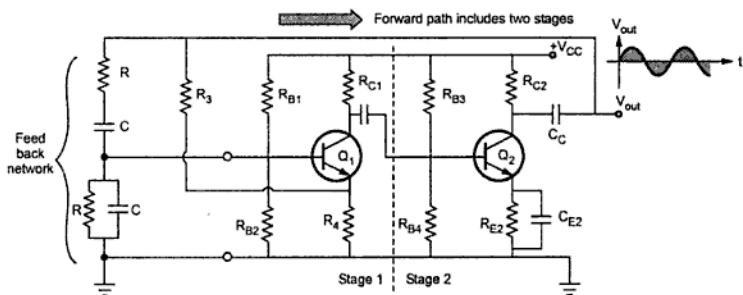 Forward path includes two stages
V_out
t
+V_CC
V_out
R
C
R
C
Feed
back
network
R_3
R_B1
R_C1
R_B3
R_C2
C_C
Q_1
Q_2
R_B2
R_4
R_B4
R_E2
C_E2
Stage 1
Stage 2